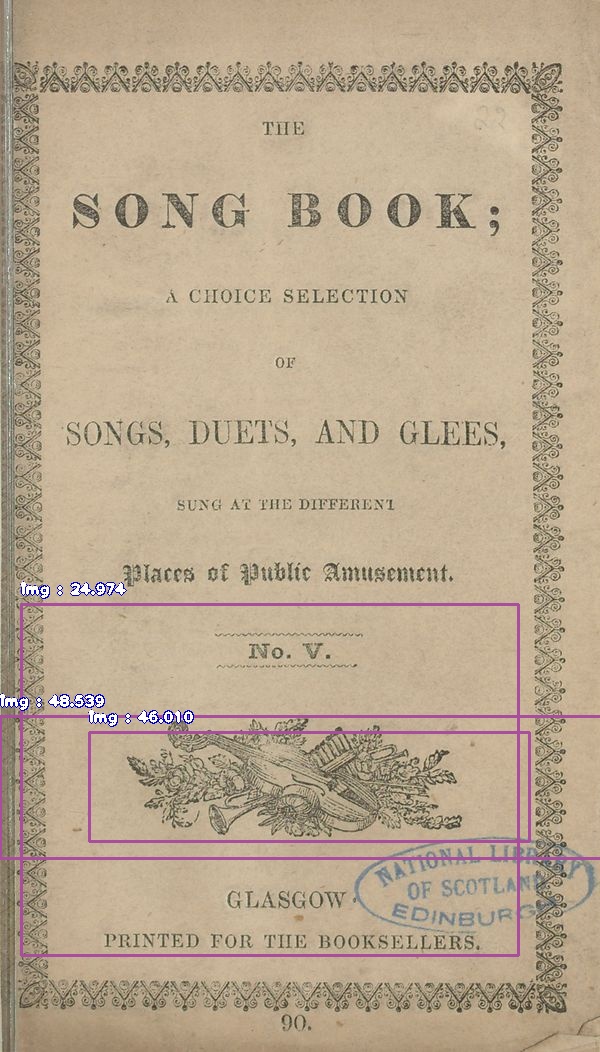 THE
SONG BOOK;
A CHOICE SELECTION
OF
SONGS, DUETS, AND GLEES,
SUNG AT THE DIFFERENT
Places of Public Amusement.
Img : 24.974
No. V.
Img : 48.539
Img : 46.010
NATIONAL LIBRARY
OF SCOTLAND
EDINBURGH
GLASGOW
PRINTED FOR THE BOOKSELLERS.
90.